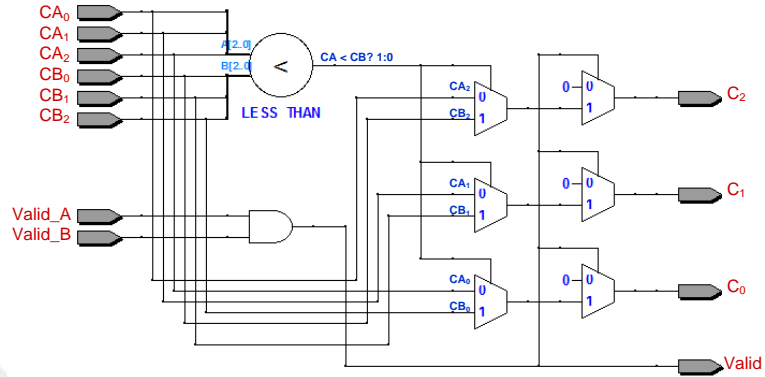 CA0
CA1
CA2
CB0
CB1
CB2
A[2..0]
B[2..0]
<
CA < CB? 1:0
LESS THAN
Valid_A
Valid_B
CA2
0
CB2
1
0
0
1
C2
CA1
0
CB1
1
0
0
1
C1
CA0
0
CB0
1
0
0
1
C0
Valid